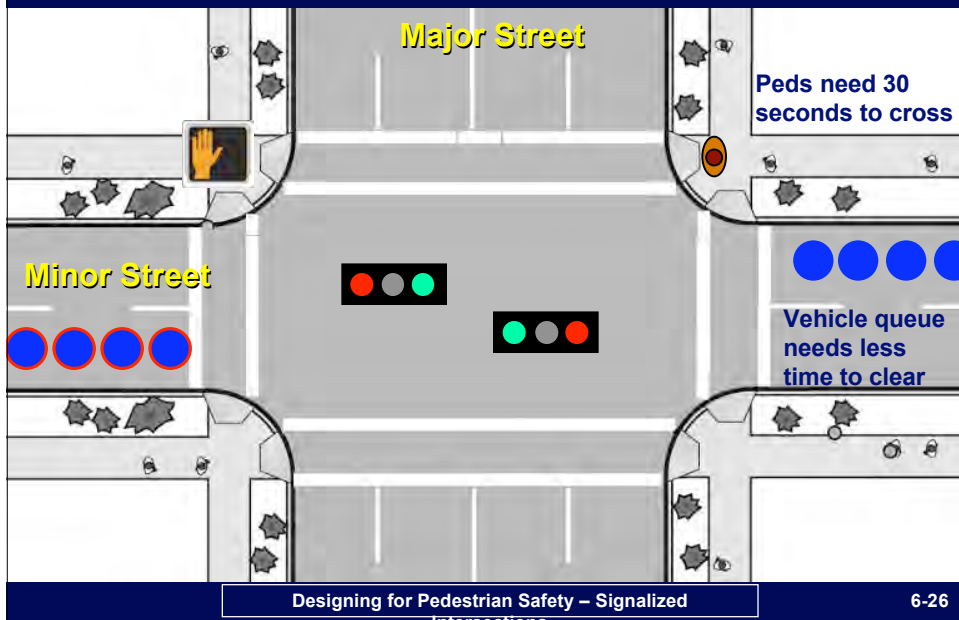 Major Street
Peds need 30
seconds to cross
Minor Street
Vehicle queue
needs less
time to clear
Designing for Pedestrian Safety – Signalized
Intersections
6-26